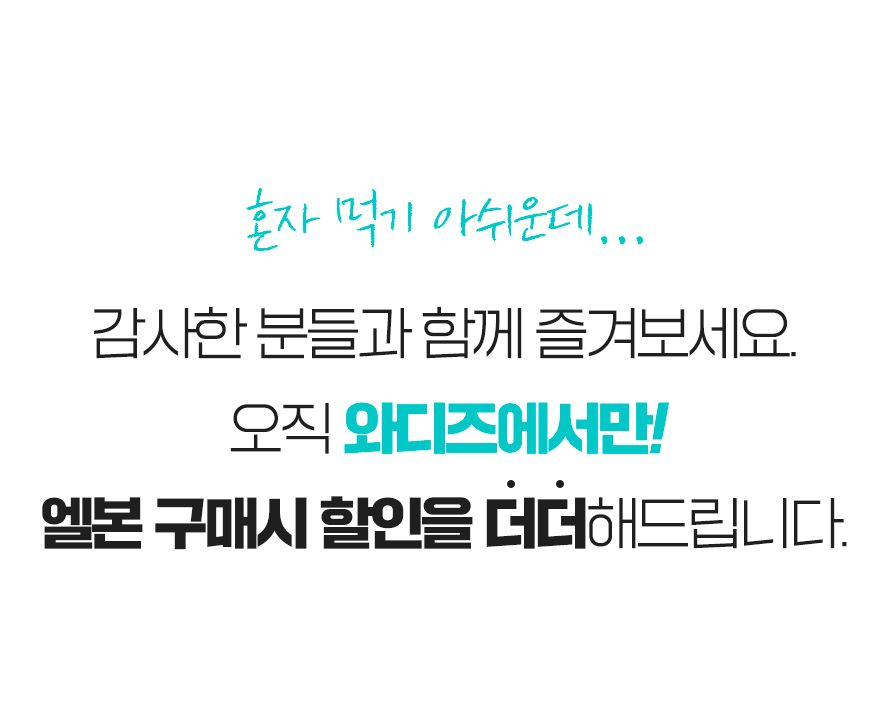 혼자 먹기 아쉬운데...
감사한 분들과 함께 즐겨보세요.
오직 와디즈에서만!
엘본 구매시 할인을 더더해드립니다.